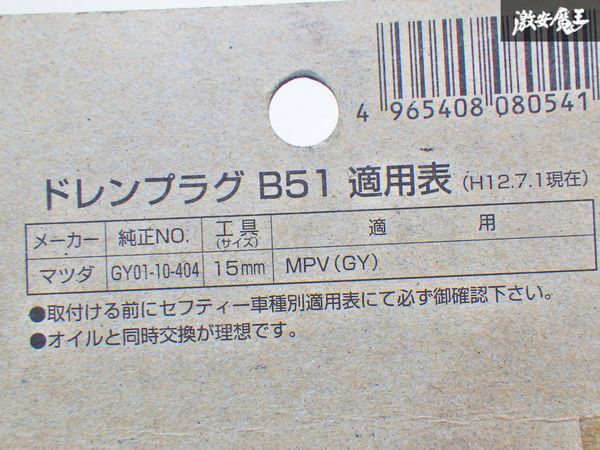 激安魔王
4 965408 080541
ドレンプラグ B51 適用表 (H12.7.1現在)
メーカー 純正NO. 工具(サイズ) 適 用
マツダ GY01-10-404 15mm MPV(GY)
●取付ける前にセフティー車種別適用表にて必ず御確認下さい。
●オイルと同時交換が理想です。